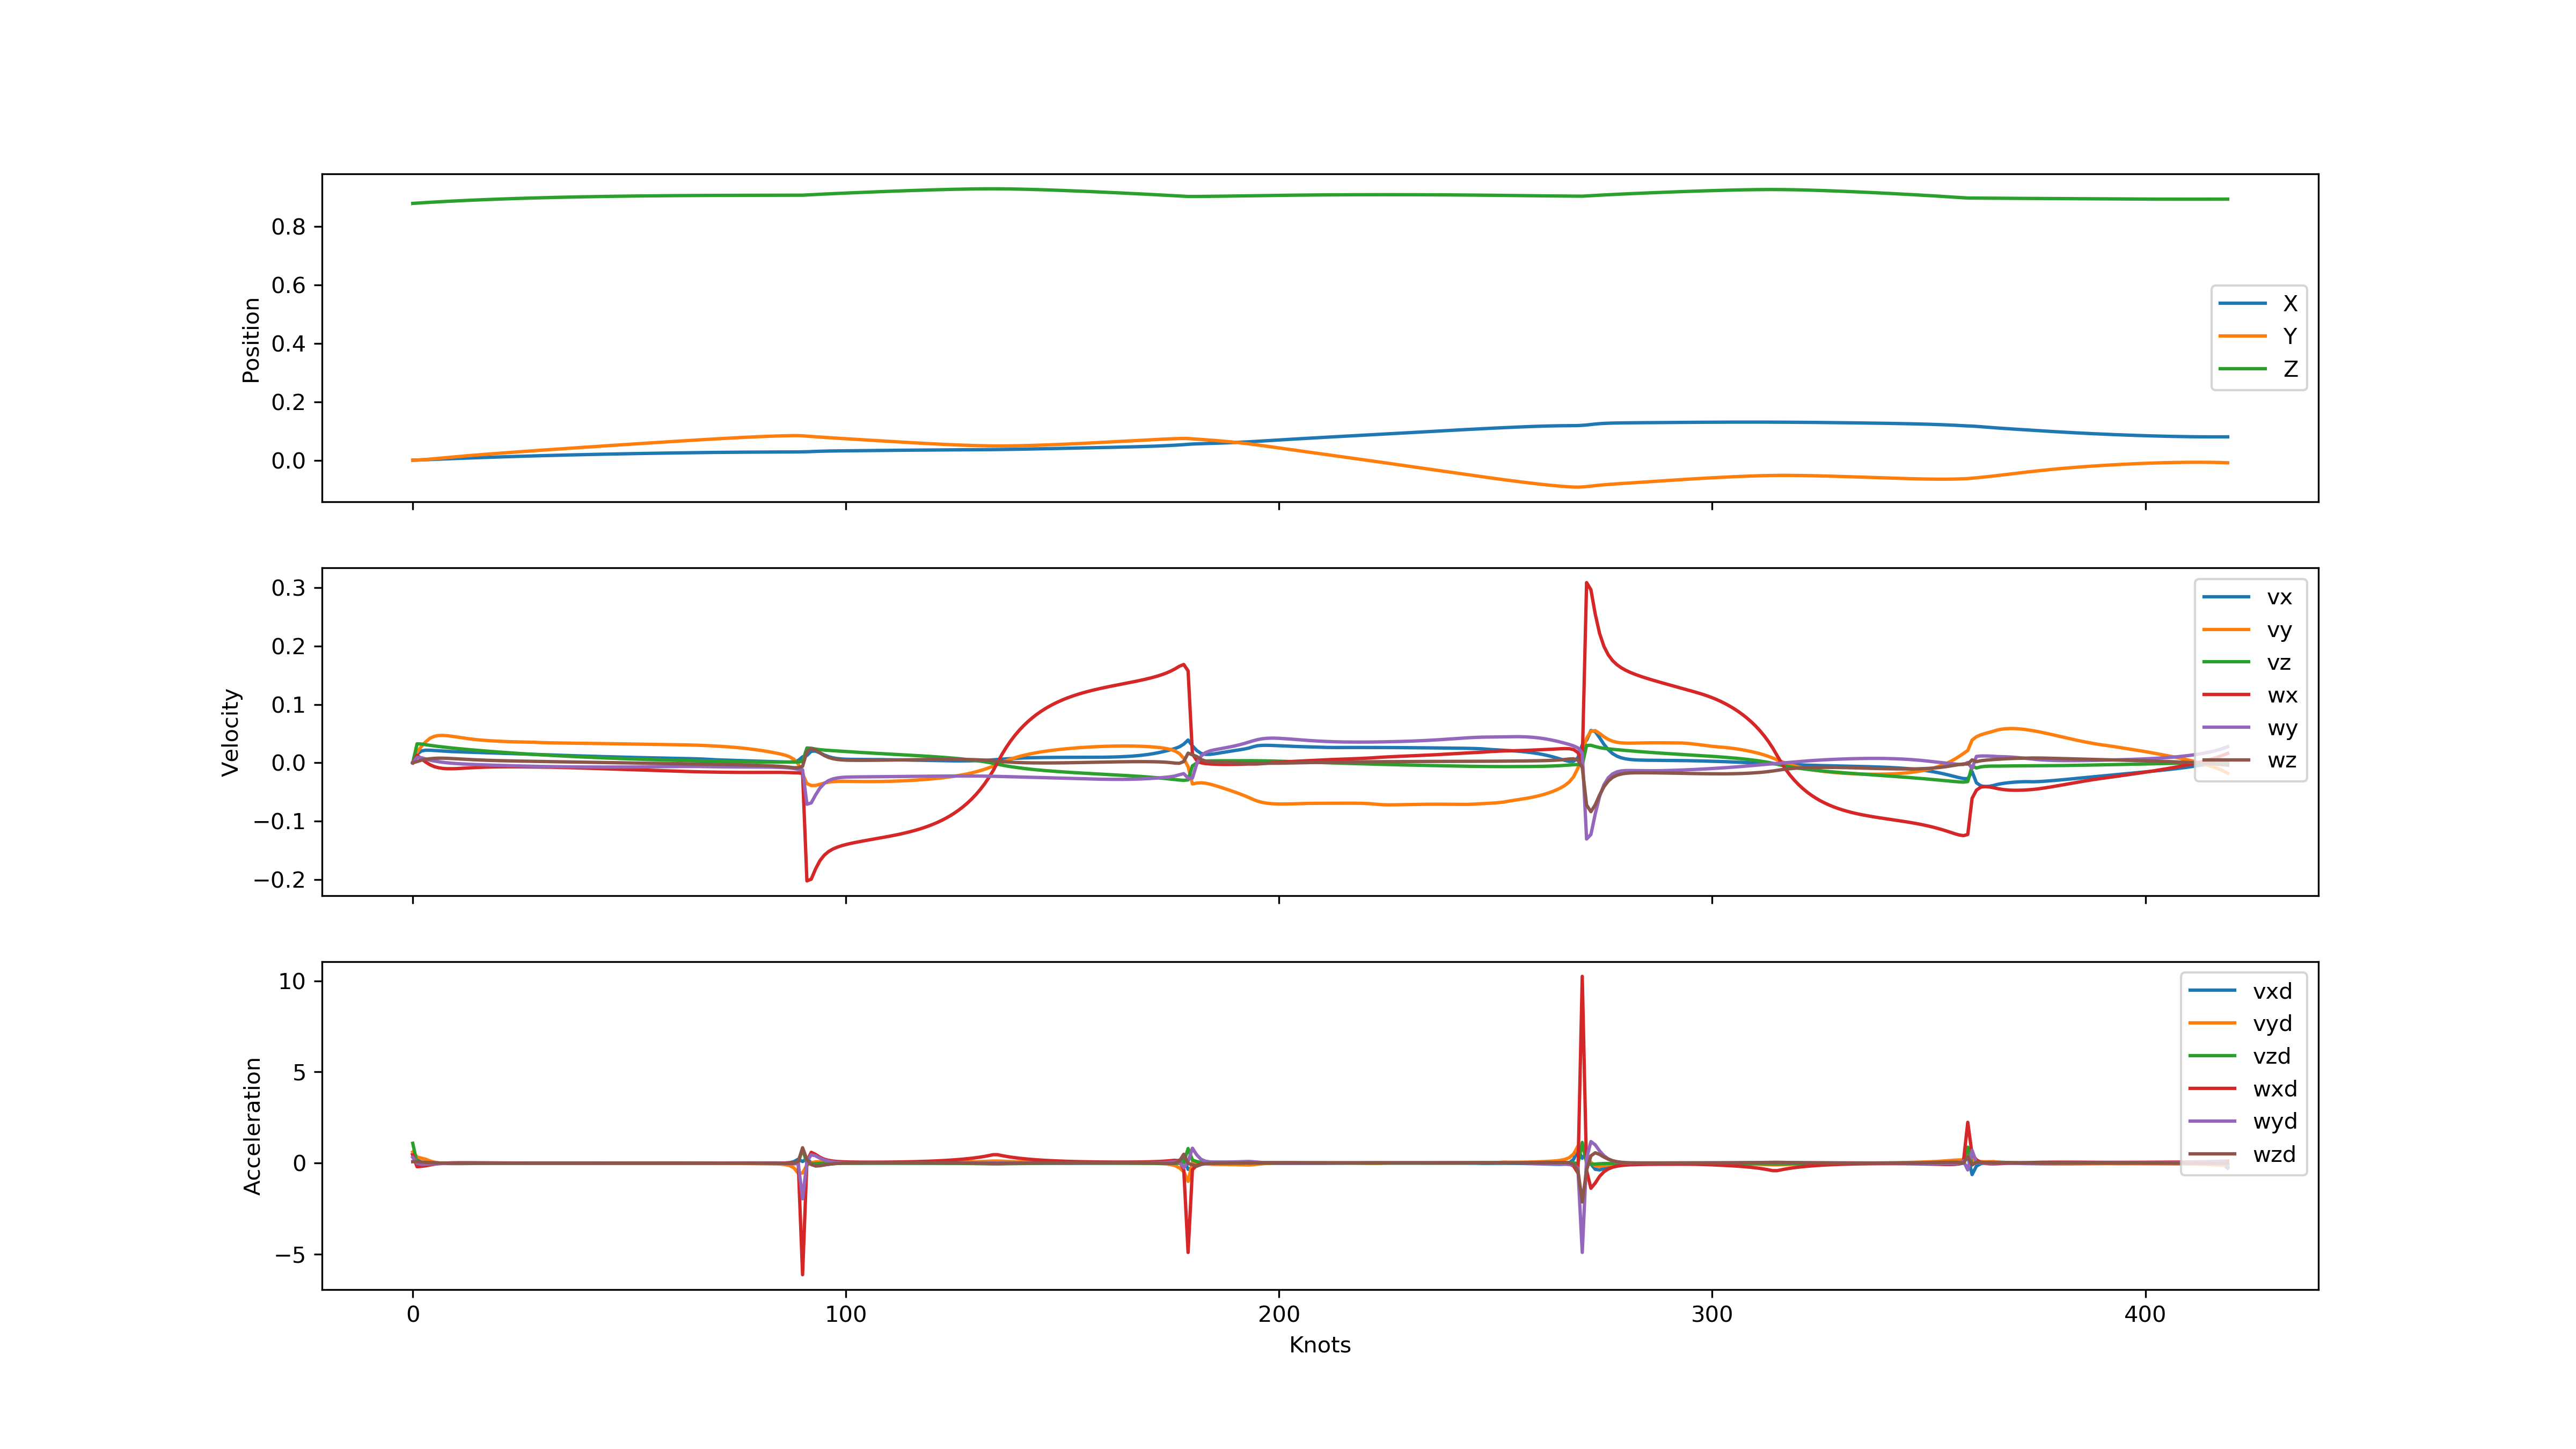 0.8
0.6
0.4
0.2
0.0
Position
X
Y
Z
0.3
0.2
0.1
0.0
−0.1
−0.2
Velocity
vx
vy
vz
wx
wy
wz
10
5
0
−5
Acceleration
vxd
vyd
vzd
wxd
wyd
wzd
0 100 200 300 400
Knots